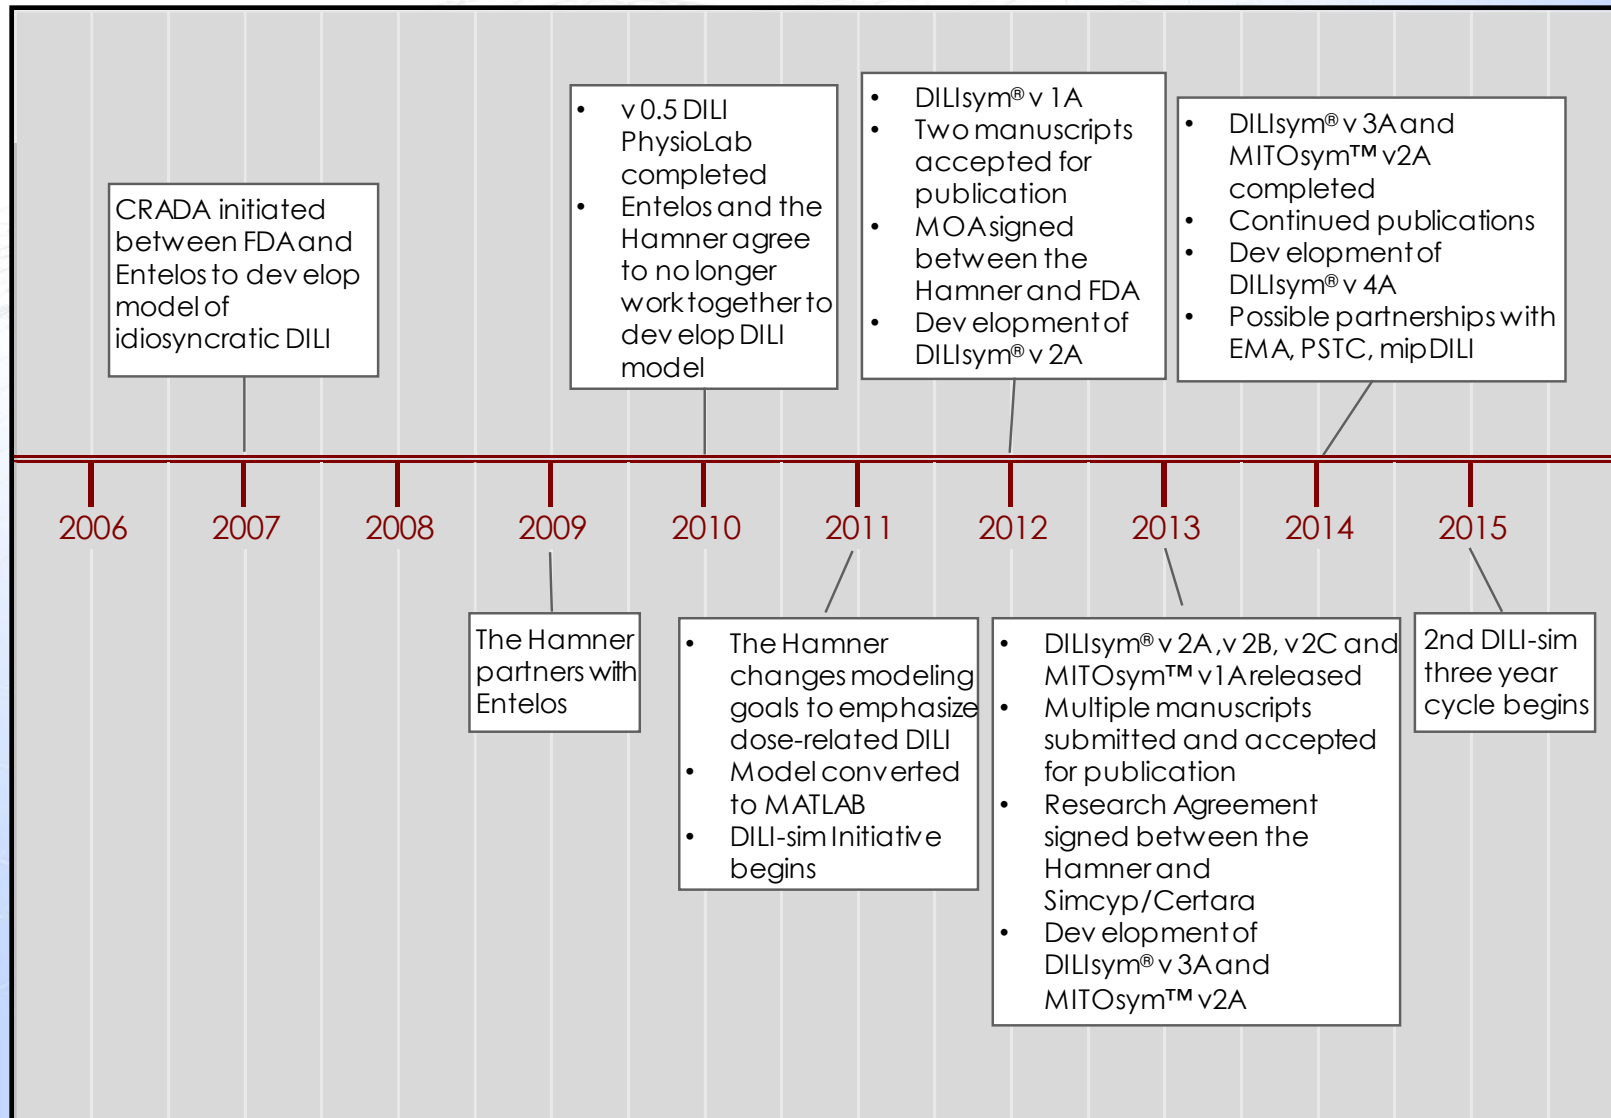 CRADA initiated
between FDA and
Entelos to develop
model of
idiosyncratic DILI
• v 0.5 DILI
PhysioLab
completed
• Entelos and the
Hamner agree
to no longer
work together to
develop DILI
model
• DILIsym® v 1A
• Two manuscripts
accepted for
publication
• MOA signed
between the
Hamner and FDA
• Development of
DILIsym® v 2A
• DILIsym® v 3A and
MITOsym™ v2A
completed
• Continued publications
• Development of
DILIsym® v 4A
• Possible partnerships with
EMA, PSTC, mipDILI
2006 2007 2008 2009 2010 2011 2012 2013 2014 2015
The Hamner
partners with
Entelos
• The Hamner
changes modeling
goals to emphasize
dose-related DILI
• Model converted
to MATLAB
• DILI-sim Initiative
begins
• DILIsym® v 2A, v 2B, v2C and
MITOsym™ v1A released
• Multiple manuscripts
submitted and accepted
for publication
• Research Agreement
signed between the
Hamner and
Simcyp/Certara
• Development of
DILIsym® v 3A and
MITOsym™ v2A
2nd DILI-sim
three year
cycle begins